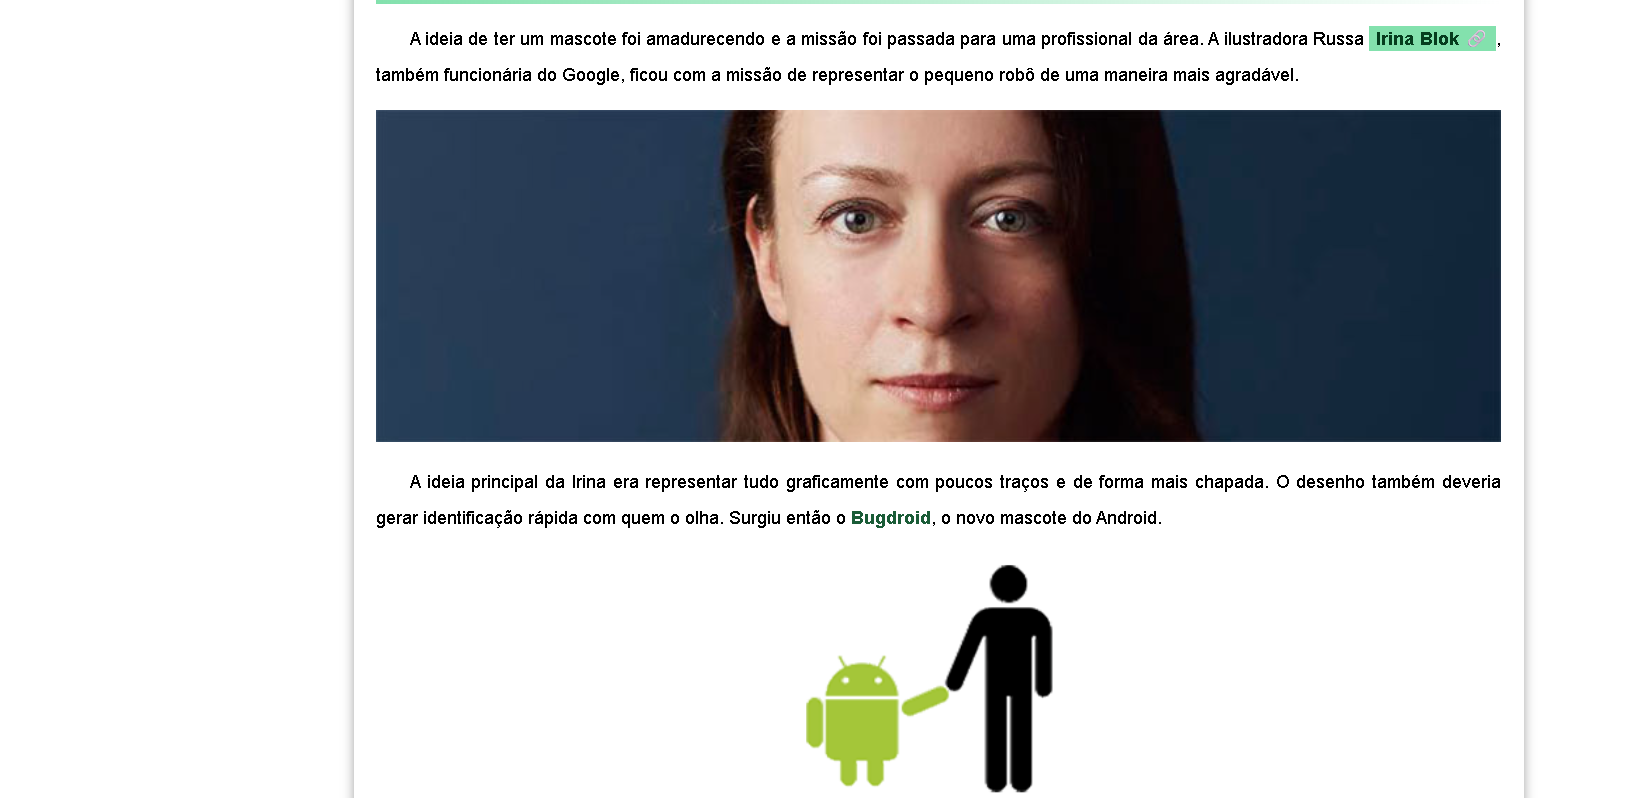 A ideia de ter um mascote foi amadurecendo e a missão foi passada para uma profissional da área. A ilustradora Russa Irina Blok 🔗,
também funcionária do Google, ficou com a missão de representar o pequeno robô de uma maneira mais agradável.
A ideia principal da Irina era representar tudo graficamente com poucos traços e de forma mais chapada. O desenho também deveria
gerar identificação rápida com quem o olha. Surgiu então o Bugdroid, o novo mascote do Android.